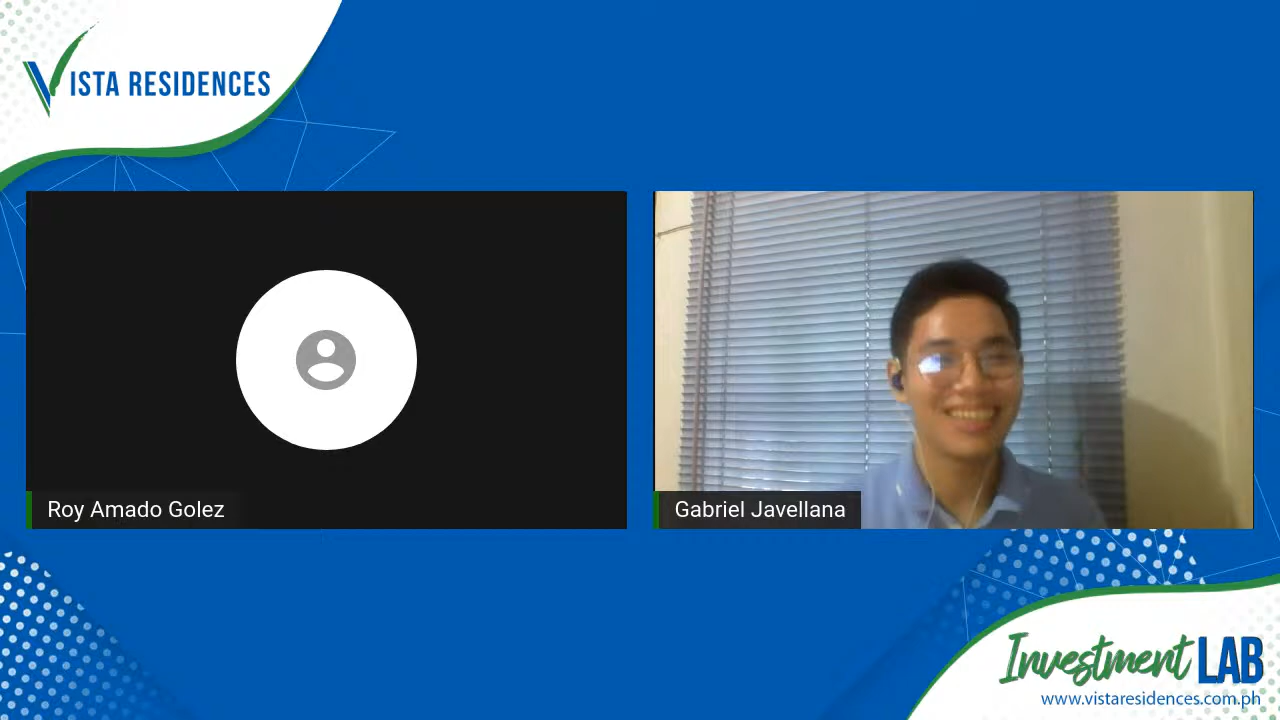 VISTA RESIDENCES
Roy Amado Golez
Gabriel Javellana
Investment LAB
www.vistaresidences.com.ph